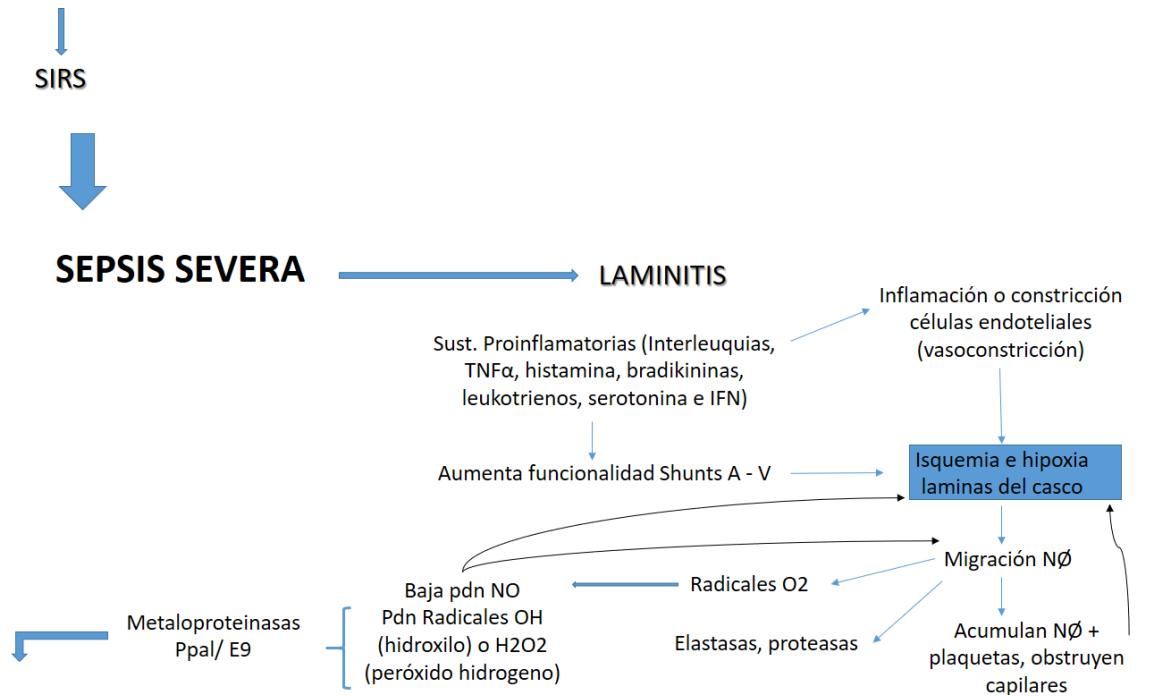 SIRS
SEPSIS SEVERA
LAMINITIS
Inflamación o constricción
células endoteliales
(vasoconstricción)
Sust. Proinflamatorias (Interleuquias,
TNFα, histamina, bradikininas,
leukotrienos, serotonina e IFN)
Aumenta funcionalidad Shunts A - V
Isquemia e hipoxia
laminas del casco
Migración NØ
Radicales O2
Baja pdn NO
Pdn Radicales OH
(hidroxilo) o H2O2
(peróxido hidrogeno)
Metaloproteinasas
Ppal/ E9
Elastasas, proteasas
Acumulan NØ +
plaquetas, obstruyen
capilares